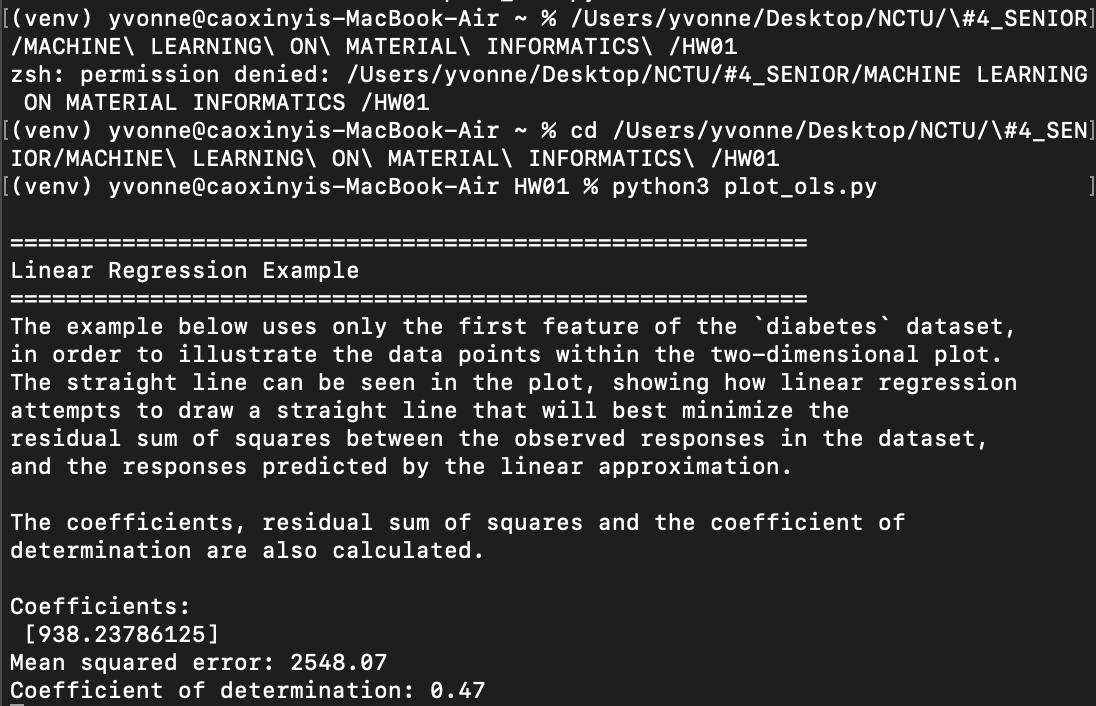 [(venv) yvonne@caoxinyis-MacBook-Air ~ % /Users/yvonne/Desktop/NCTU/\#4_SENIOR]
/MACHINE\ LEARNING\ ON\ MATERIAL\ INFORMATICS\ /HW01
zsh: permission denied: /Users/yvonne/Desktop/NCTU/#4_SENIOR/MACHINE LEARNING
 ON MATERIAL INFORMATICS /HW01
[(venv) yvonne@caoxinyis-MacBook-Air ~ % cd /Users/yvonne/Desktop/NCTU/\#4_SEN]
IOR/MACHINE\ LEARNING\ ON\ MATERIAL\ INFORMATICS\ /HW01
[(venv) yvonne@caoxinyis-MacBook-Air HW01 % python3 plot_ols.py ]
=========================================================
Linear Regression Example
=========================================================
The example below uses only the first feature of the `diabetes` dataset,
in order to illustrate the data points within the two-dimensional plot.
The straight line can be seen in the plot, showing how linear regression
attempts to draw a straight line that will best minimize the
residual sum of squares between the observed responses in the dataset,
and the responses predicted by the linear approximation.
The coefficients, residual sum of squares and the coefficient of
determination are also calculated.
Coefficients:
 [938.23786125]
Mean squared error: 2548.07
Coefficient of determination: 0.47